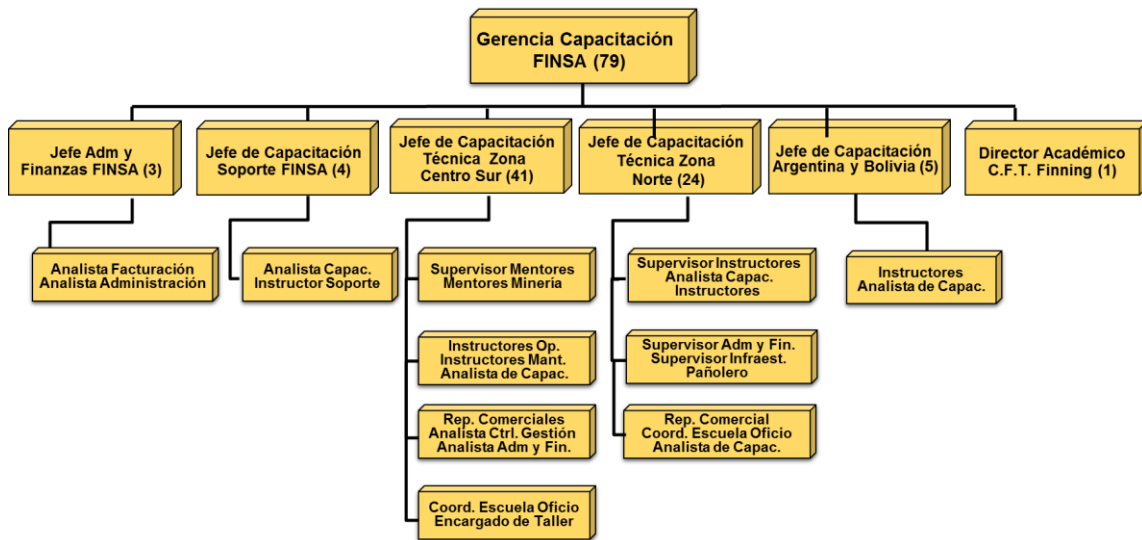 Gerencia Capacitación
FINSA (79)
Jefe Adm y
Finanzas FINSA (3)
Jefe de Capacitación
Soporte FINSA (4)
Jefe de Capacitación
Técnica Zona
Centro Sur (41)
Jefe de Capacitación
Técnica Zona
Norte (24)
Jefe de Capacitación
Argentina y Bolivia (5)
Director Académico
C.F.T. Finning (1)
Analista Facturación
Analista Administración
Analista Capac.
Instructor Soporte
Supervisor Mentores
Mentores Minería
Instructores Op.
Instructores Mant.
Analista de Capac.
Rep. Comerciales
Analista Ctrl. Gestión
Analista Adm y Fin.
Coord. Escuela Oficio
Encargado de Taller
Supervisor Instructores
Analista Capac.
Instructores
Supervisor Adm y Fin.
Supervisor Infraest.
Pañolero
Rep. Comercial
Coord. Escuela Oficio
Analista de Capac.
Instructores
Analista de Capac.